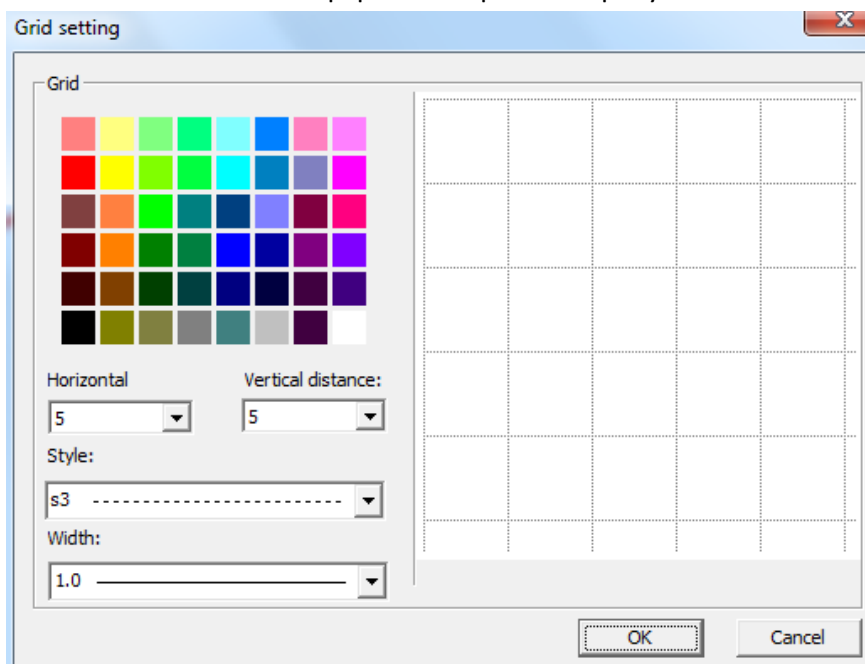 Grid setting
Grid
Horizontal
Vertical distance:
5
5
Style:
s3
Width:
1.0
OK
Cancel